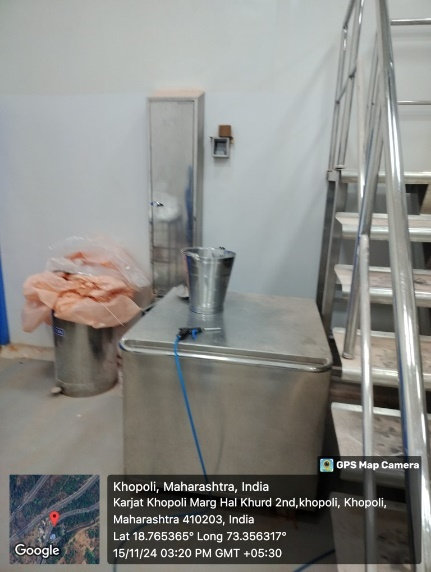 GPS Map Camera
Khopoli, Maharashtra, India
Karjat Khopoli Marg Hal Khurd 2nd,khopoli, Khopoli,
Maharashtra 410203, India
Lat 18.765365° Long 73.356317°
15/11/24 03:20 PM GMT +05:30
Google